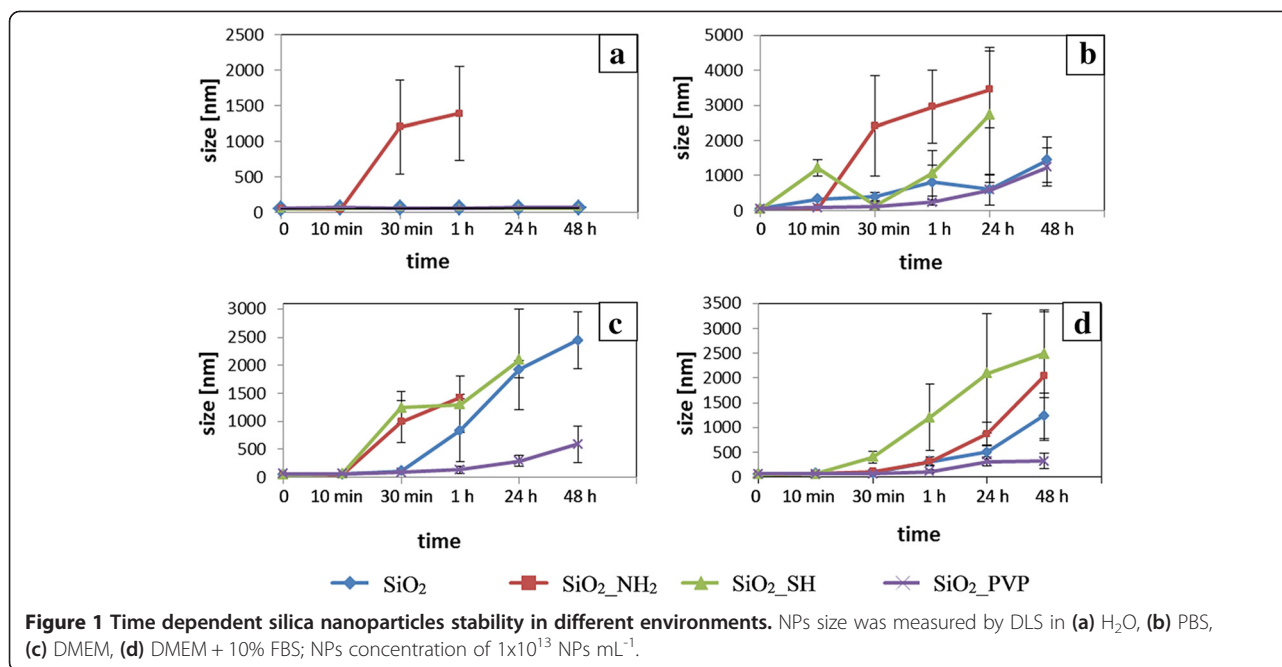 a
2500
2000
1500
1000
500
0
size [nm]
0 10 min 30 min 1 h 24 h 48 h
time
b
5000
4000
3000
2000
1000
0
size [nm]
0 10 min 30 min 1 h 24 h 48 h
time
c
3000
2500
2000
1500
1000
500
0
size [nm]
0 10 min 30 min 1 h 24 h 48 h
time
d
3500
3000
2500
2000
1500
1000
500
0
size [nm]
0 10 min 30 min 1 h 24 h 48 h
time
SiO₂ SiO₂_NH₂ SiO₂_SH SiO₂_PVP
Figure 1 Time dependent silica nanoparticles stability in different environments. NPs size was measured by DLS in (a) H₂O, (b) PBS,
(c) DMEM, (d) DMEM + 10% FBS; NPs concentration of 1x10¹³ NPs mL⁻¹.